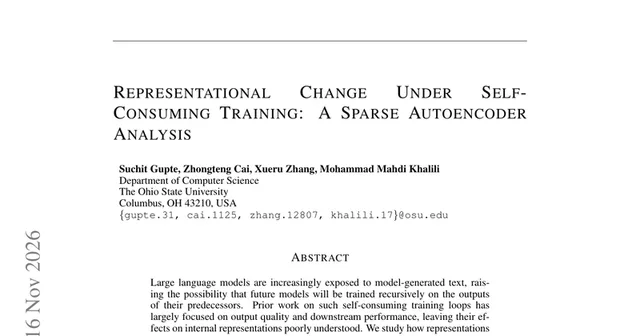 REPRESENTATIONAL CHANGE UNDER SELF-
CONSUMING TRAINING: A SPARSE AUTOENCODER
ANALYSIS
Suchit Gupte, Zhongteng Cai, Xueru Zhang, Mohammad Mahdi Khalili
Department of Computer Science
The Ohio State University
Columbus, OH 43210, USA
{gupte.31, cai.1125, zhang.12807, khalili.17}@osu.edu
ABSTRACT
Large language models are increasingly exposed to model-generated text, rais-
ing the possibility that future models will be trained recursively on the outputs
of their predecessors. Prior work on such self-consuming training loops has
largely focused on output quality and downstream performance, leaving their ef-
fects on internal representations poorly understood. We study how representations
16 Nov 2026